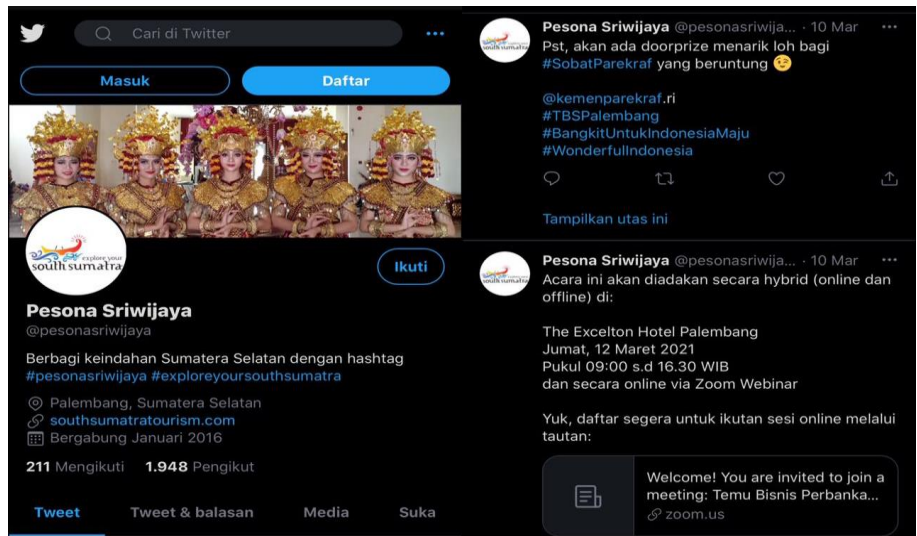 Cari di Twitter
Masuk
Daftar
explore your
south sumatra
Ikuti
Pesona Sriwijaya
@pesonasriwijaya
Berbagi keindahan Sumatera Selatan dengan hashtag
#pesonasriwijaya #exploreyoursouthsumatra
Palembang, Sumatera Selatan
southsumatratourism.com
Bergabung Januari 2016
211 Mengikuti 1.948 Pengikut
Tweet Tweet & balasan Media Suka
south sumatra
Pesona Sriwijaya @pesonasriwija... · 10 Mar
Pst, akan ada doorprize menarik loh bagi
#SobatParekraf yang beruntung 😉
@kemenparekraf.ri
#TBSPalembang
#BangkitUntukIndonesiaMaju
#WonderfulIndonesia
Tampilkan utas ini
south sumatra
Pesona Sriwijaya @pesonasriwija... · 10 Mar
Acara ini akan diadakan secara hybrid (online dan
offline) di:
The Excelton Hotel Palembang
Jumat, 12 Maret 2021
Pukul 09:00 s.d 16.30 WIB
dan secara online via Zoom Webinar
Yuk, daftar segera untuk ikutan sesi online melalui
tautan:
Welcome! You are invited to join a
meeting: Temu Bisnis Perbanka...
zoom.us